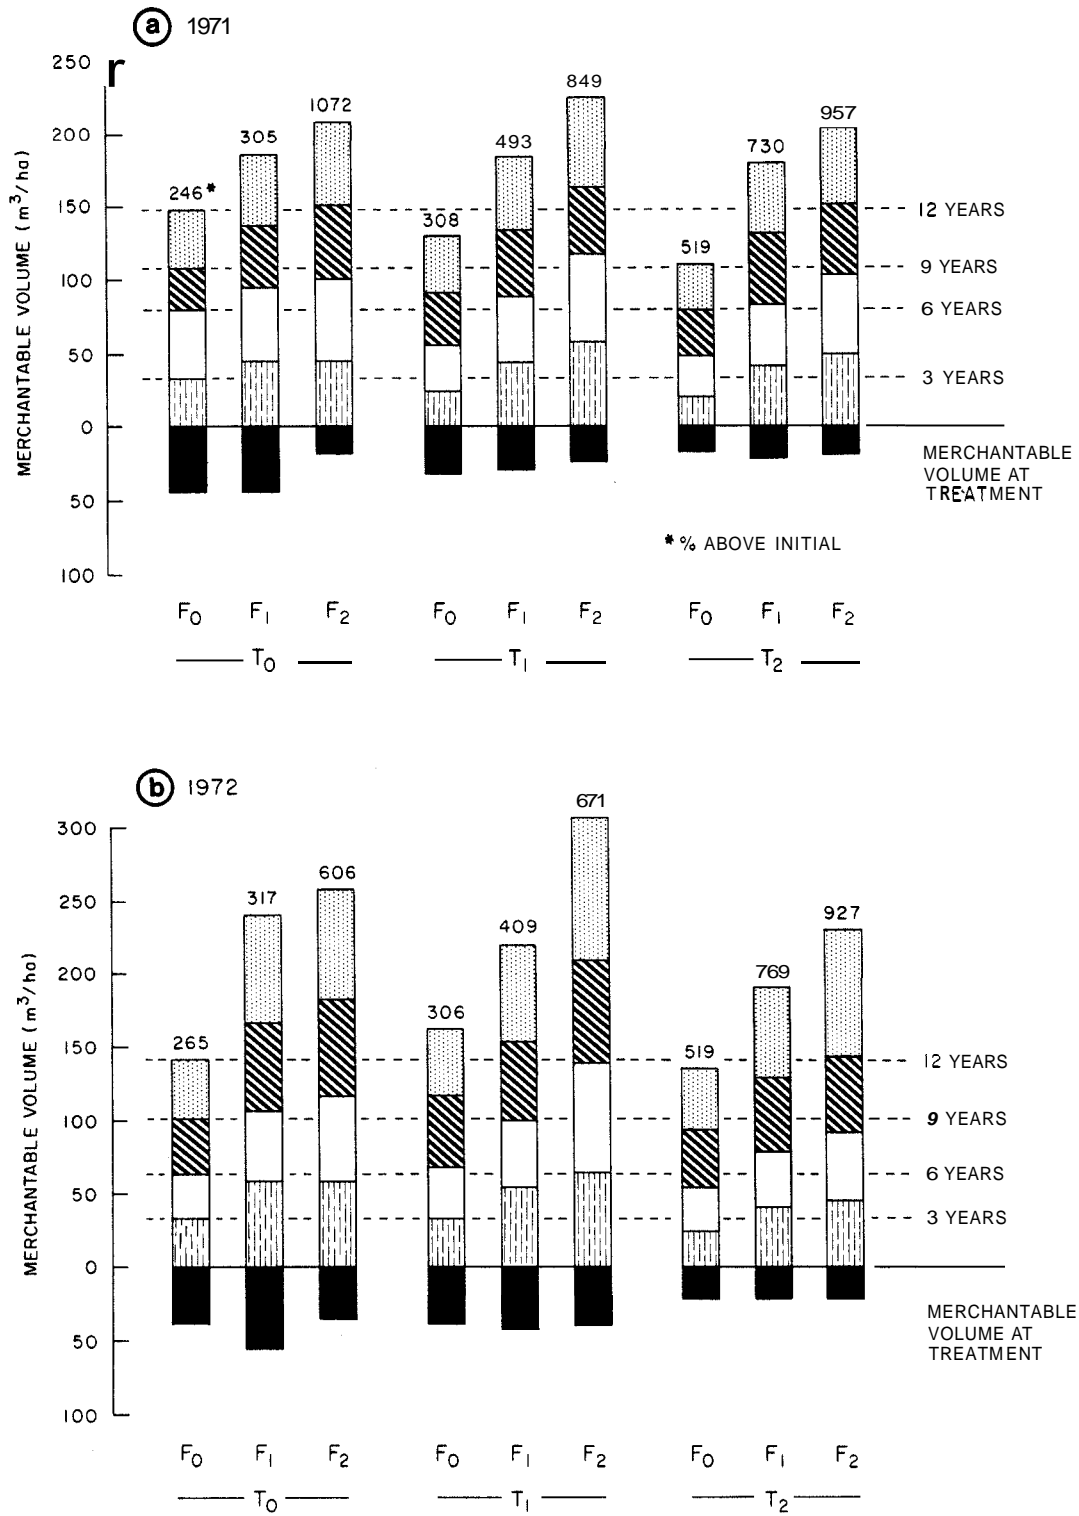 a 1971
250
200
150
100
50
0
50
100
MERCHANTABLE VOLUME (m³/ha)
246*
305
1072
308
493
849
519
730
957
12 YEARS
9 YEARS
6 YEARS
3 YEARS
MERCHANTABLE
VOLUME AT
TREATMENT
*% ABOVE INITIAL
F0 F1 F2 F0 F1 F2 F0 F1 F2
T0 T1 T2
b 1972
300
250
200
150
100
50
0
50
100
MERCHANTABLE VOLUME (m³/ha)
265
317
606
306
409
671
519
769
927
12 YEARS
9 YEARS
6 YEARS
3 YEARS
MERCHANTABLE
VOLUME AT
TREATMENT
F0 F1 F2 F0 F1 F2 F0 F1 F2
T0 T1 T2